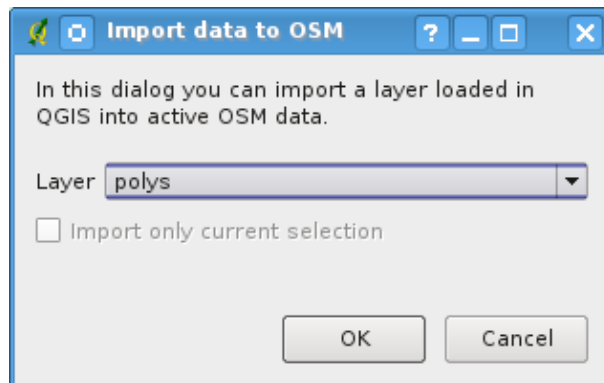 Import data to OSM
?
In this dialog you can import a layer loaded in
QGIS into active OSM data.
Layer polys
Import only current selection
OK Cancel